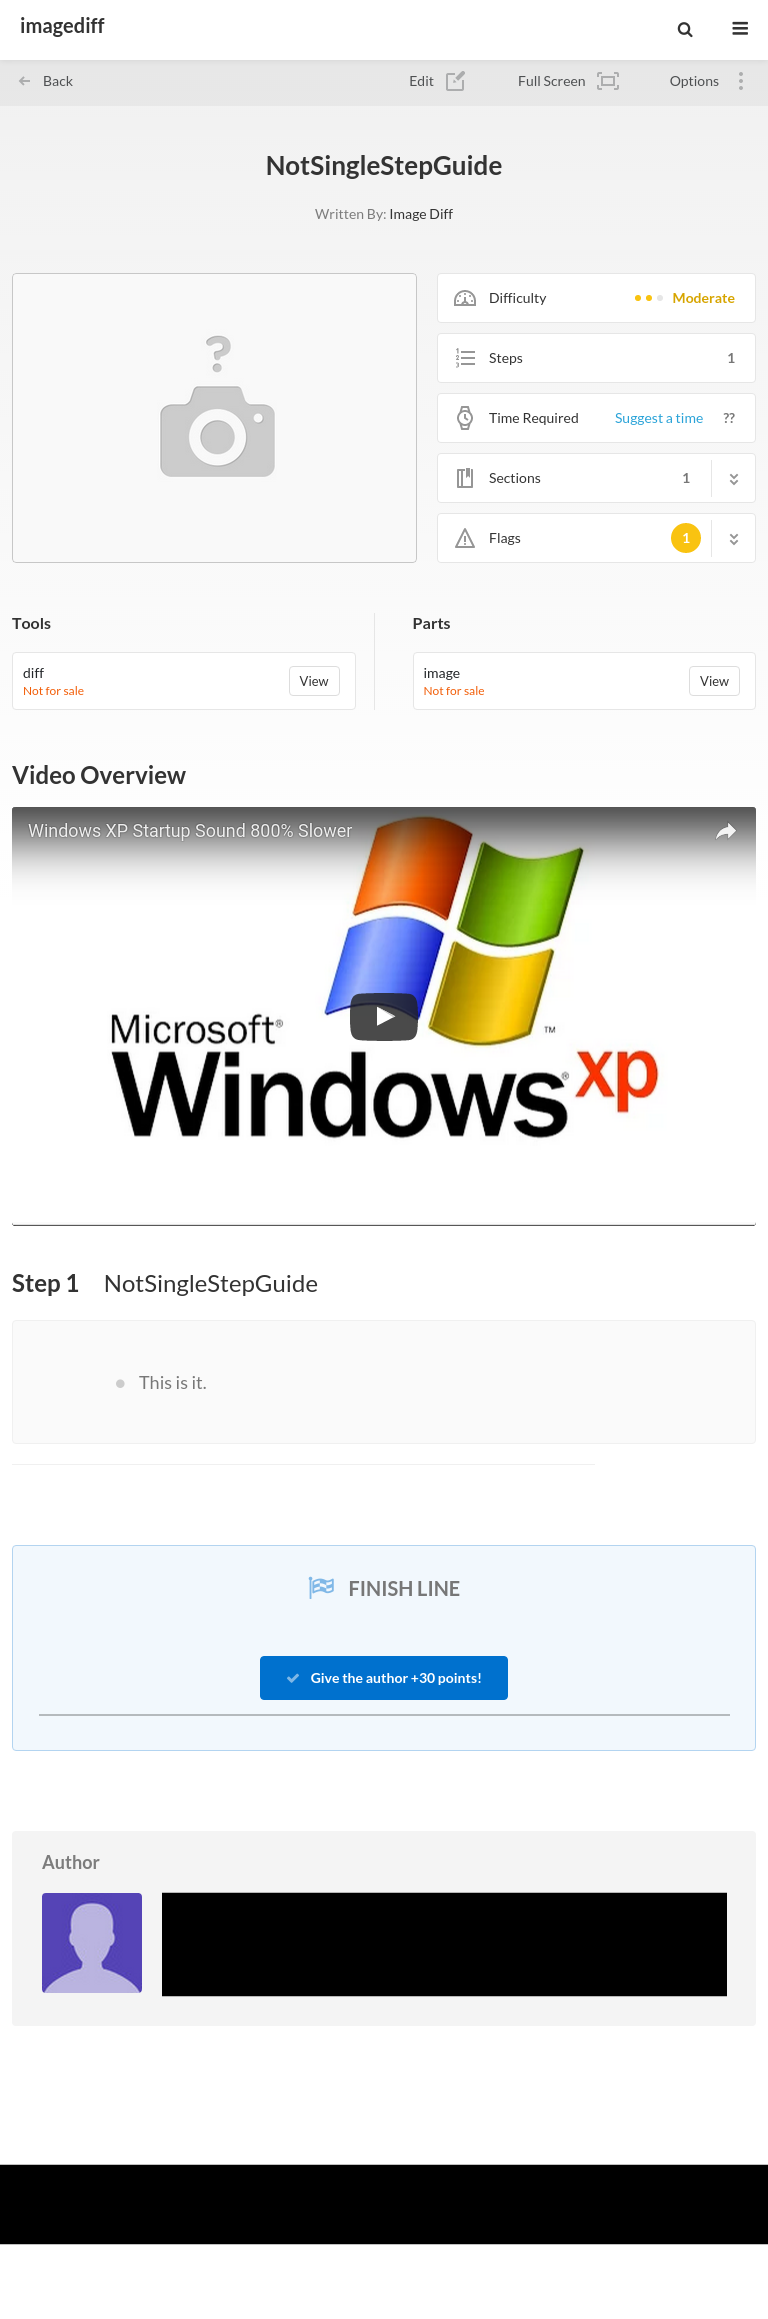 imagediff
Back
Edit
Full Screen
Options
NotSingleStepGuide
Written By: Image Diff
?
Difficulty
Moderate
Steps
1
Time Required
Suggest a time
??
Sections
1
Flags
1
Tools
diff
Not for sale
View
Parts
image
Not for sale
View
Video Overview
Windows XP Startup Sound 800% Slower
Microsoft®
Windows® xp
TM
Step 1 NotSingleStepGuide
This is it.
FINISH LINE
Give the author +30 points!
Author